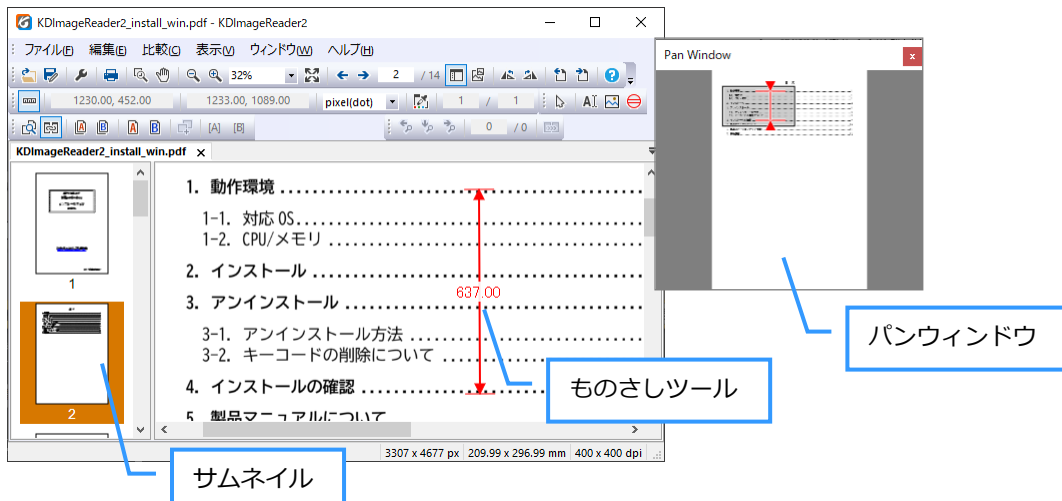 KDImageReader2_install_win.pdf - KDImageReader2
ファイル(F) 編集(E) 比較(C) 表示(V) ウィンドウ(W) ヘルプ(H)
32% 2 / 14
1230.00, 452.00 1233.00, 1089.00 pixel(dot) 1 / 1 A
A B A B [A] [B] 0 / 0
KDImageReader2_install_win.pdf x
1
2
1. 動作環境 ........................................
1-1. 対応 OS........................................
1-2. CPU/メモリ ........................................
2. インストール ........................................
637.00
3. アンインストール ........................................
3-1. アンインストール方法 ........................................
3-2. キーコードの削除について ........................................
4. インストールの確認 ........................................
5. 製品マニュアルについて
3307 x 4677 px 209.99 x 296.99 mm 400 x 400 dpi
Pan Window x
パンウィンドウ
ものさしツール
サムネイル